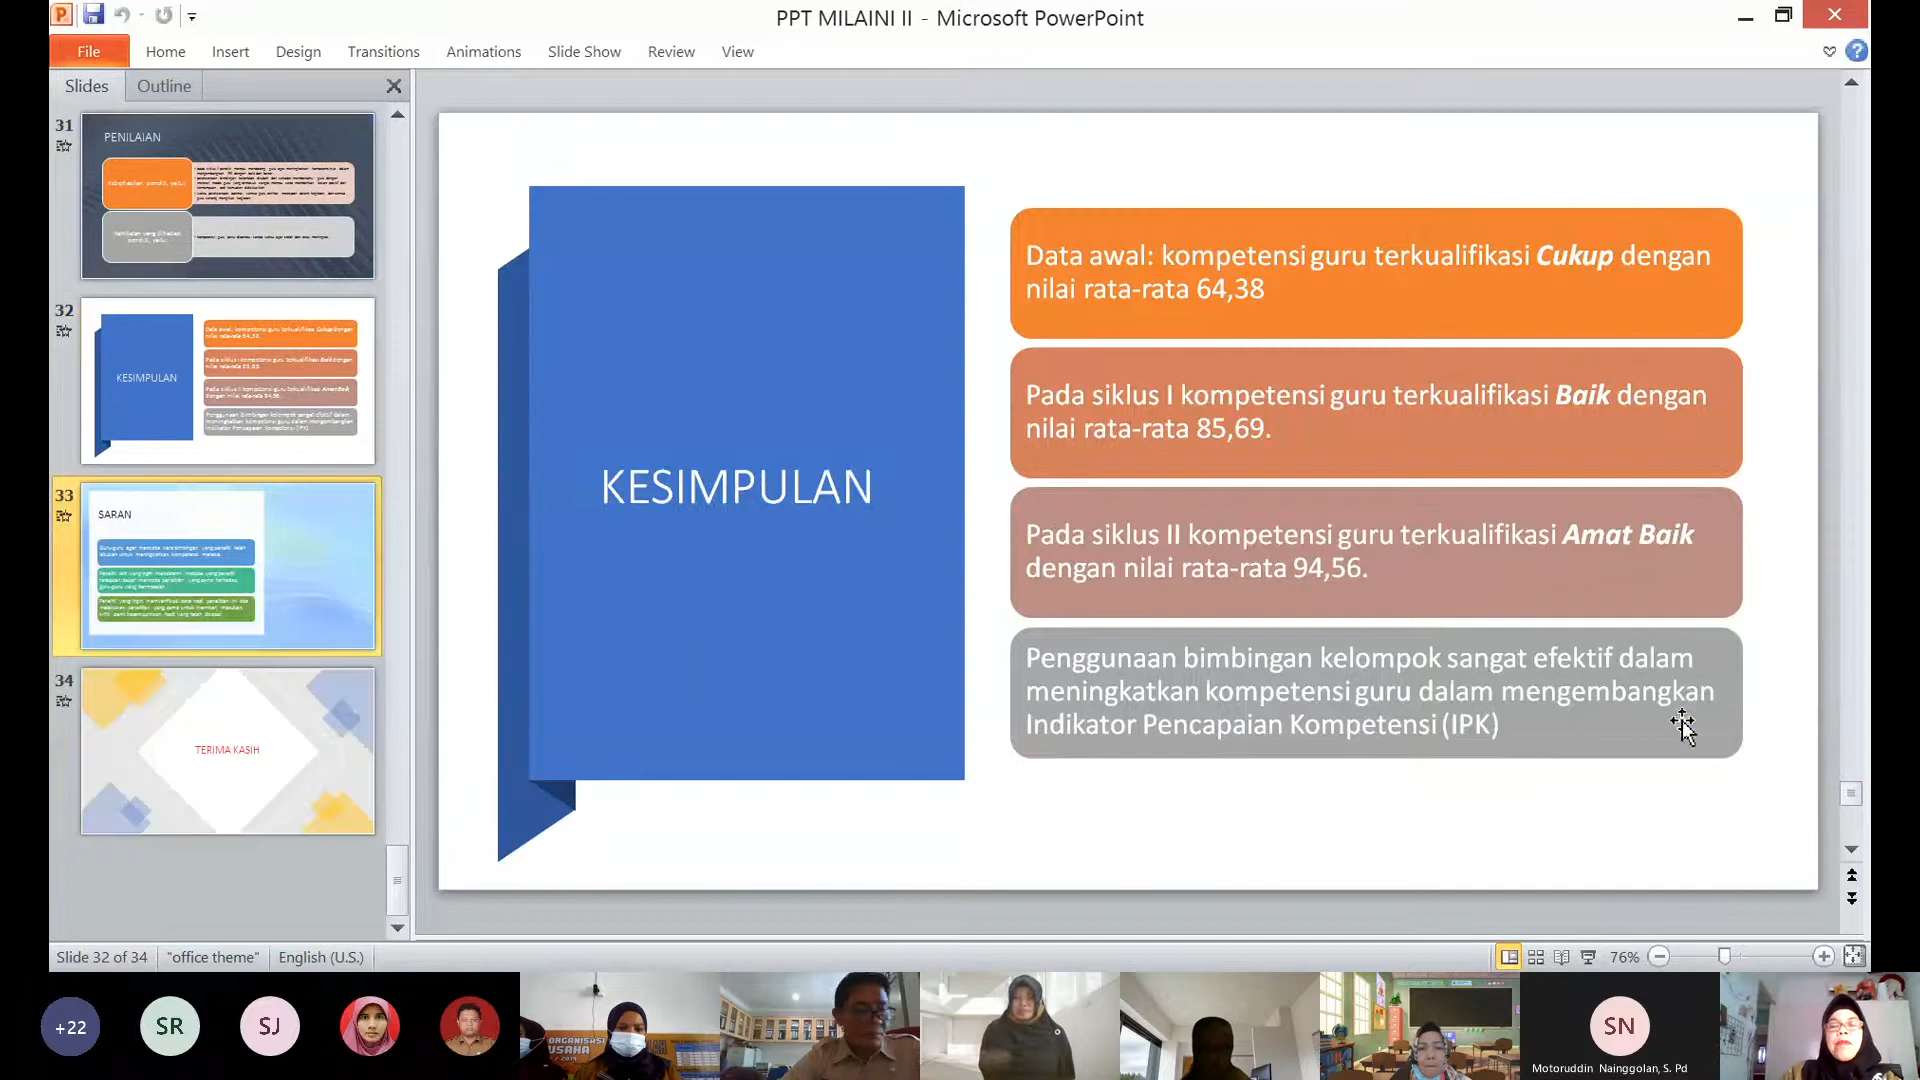 PPT MILAINI II - Microsoft PowerPoint
File Home Insert Design Transitions Animations Slide Show Review View
Slides Outline
31
PENILAIAN
32
KESIMPULAN
33
SARAN
34
TERIMA KASIH
KESIMPULAN
Data awal: kompetensi guru terkualifikasi Cukup dengan
nilai rata-rata 64,38
Pada siklus I kompetensi guru terkualifikasi Baik dengan
nilai rata-rata 85,69.
Pada siklus II kompetensi guru terkualifikasi Amat Baik
dengan nilai rata-rata 94,56.
Penggunaan bimbingan kelompok sangat efektif dalam
meningkatkan kompetensi guru dalam mengembangkan
Indikator Pencapaian Kompetensi (IPK)
Slide 32 of 34 "office theme" English (U.S.) 76%
+22 SR SJ SN
ORGANISASI
USAHA
Motoruddin Nainggolan, S. Pd